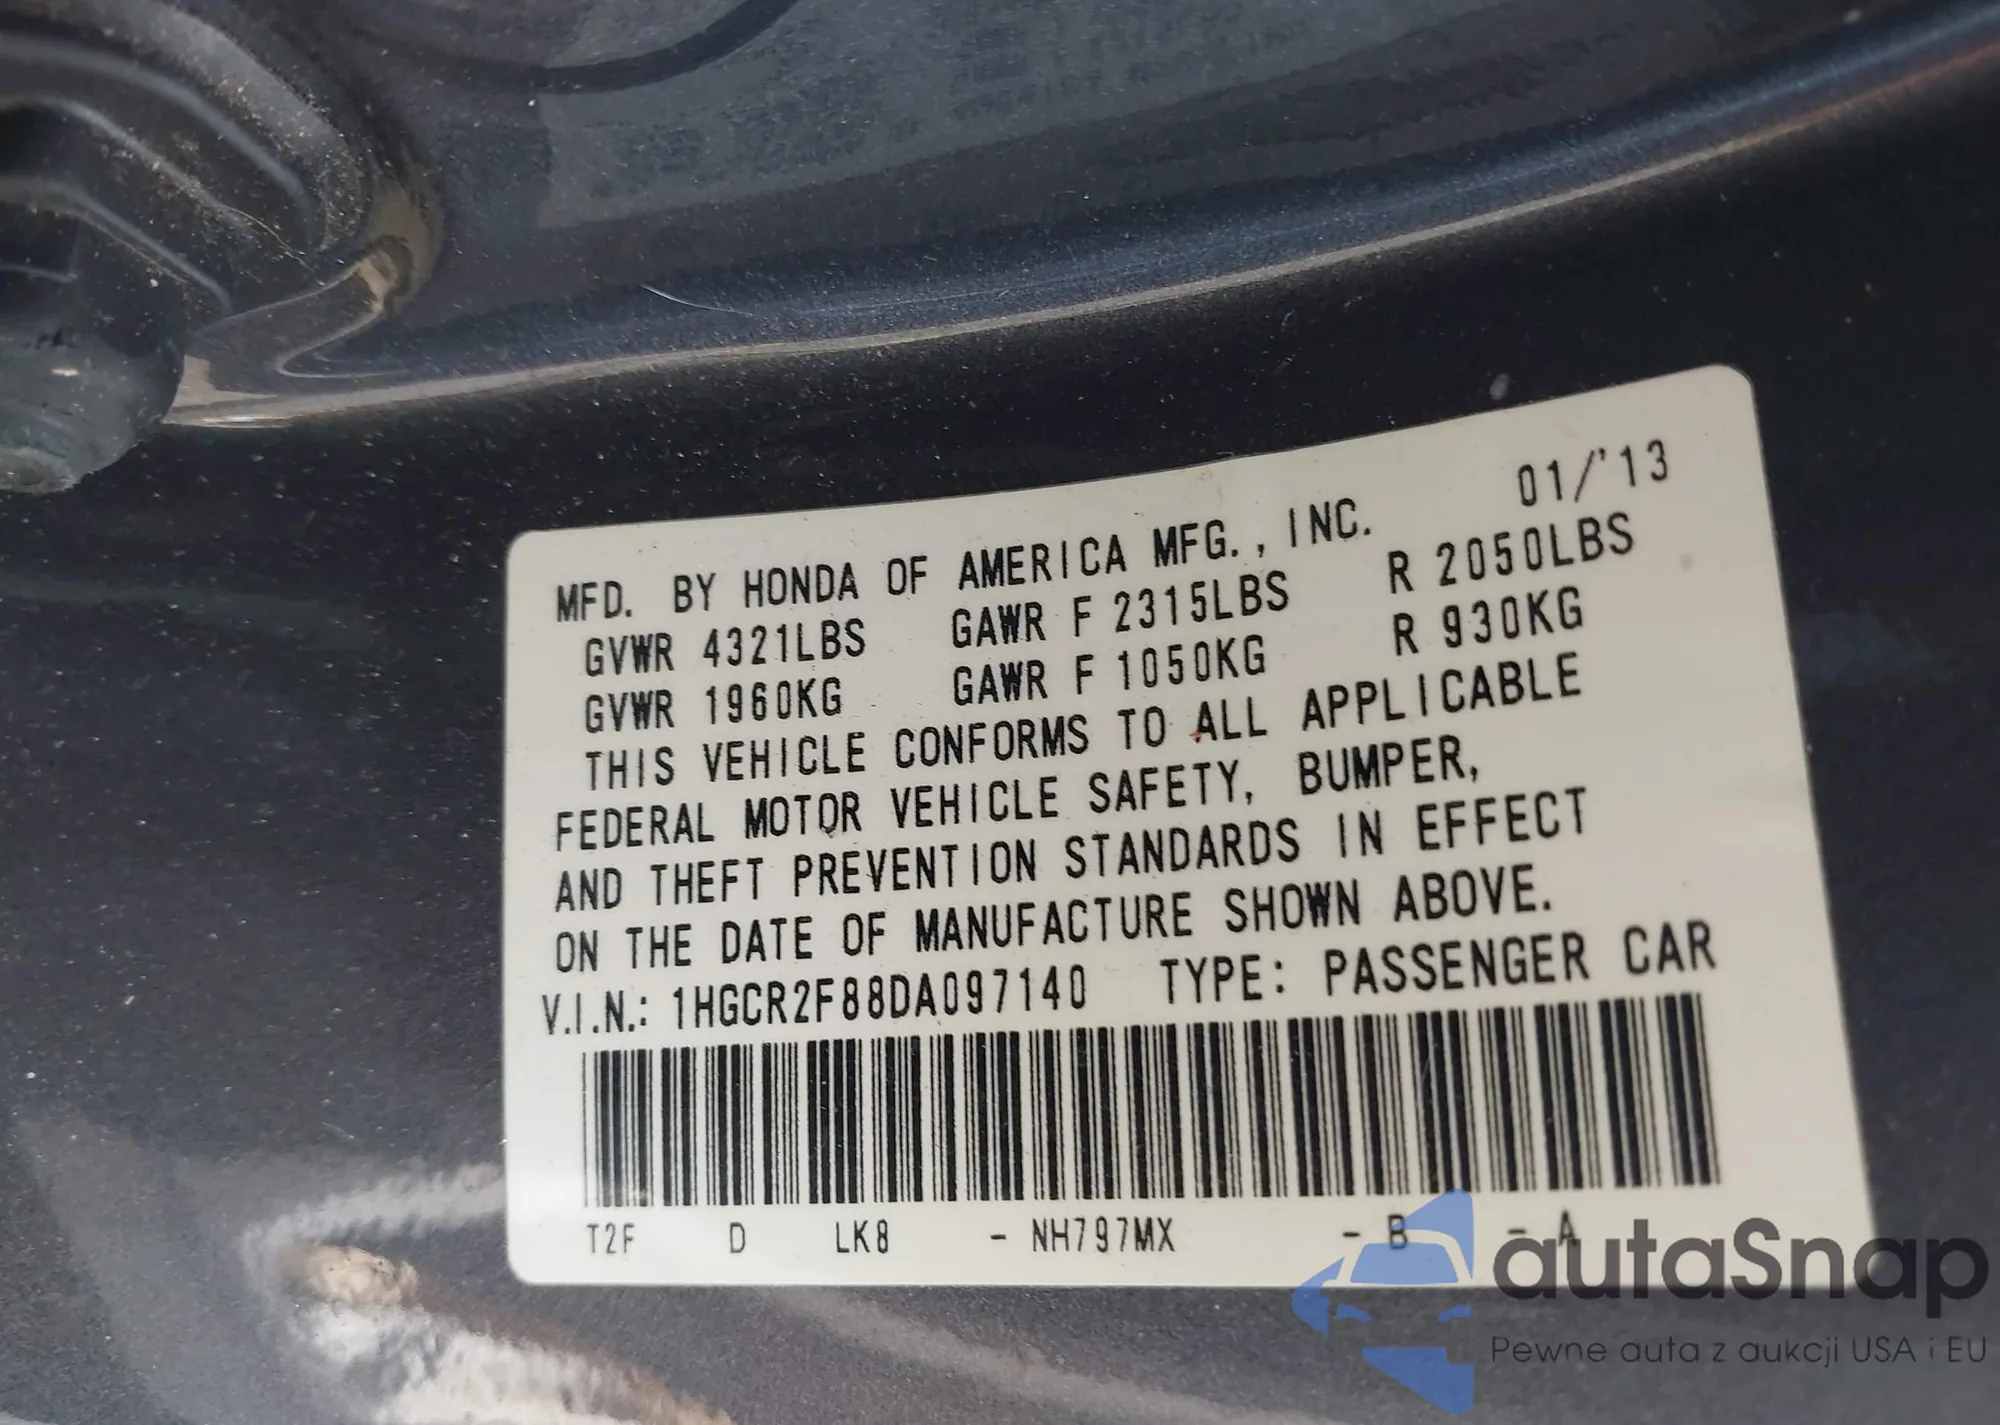 01/'13
MFD. BY HONDA OF AMERICA MFG., INC.
GVWR 4321LBS GAWR F 2315LBS R 2050LBS
GVWR 1960KG GAWR F 1050KG R 930KG
THIS VEHICLE CONFORMS TO ALL APPLICABLE
FEDERAL MOTOR VEHICLE SAFETY, BUMPER,
AND THEFT PREVENTION STANDARDS IN EFFECT
ON THE DATE OF MANUFACTURE SHOWN ABOVE.
V.I.N.: 1HGCR2F88DA097140 TYPE: PASSENGER CAR
T2F D LK8 - NH797MX - B - A
autaSnap
Pewne auta z aukcji USA i EU